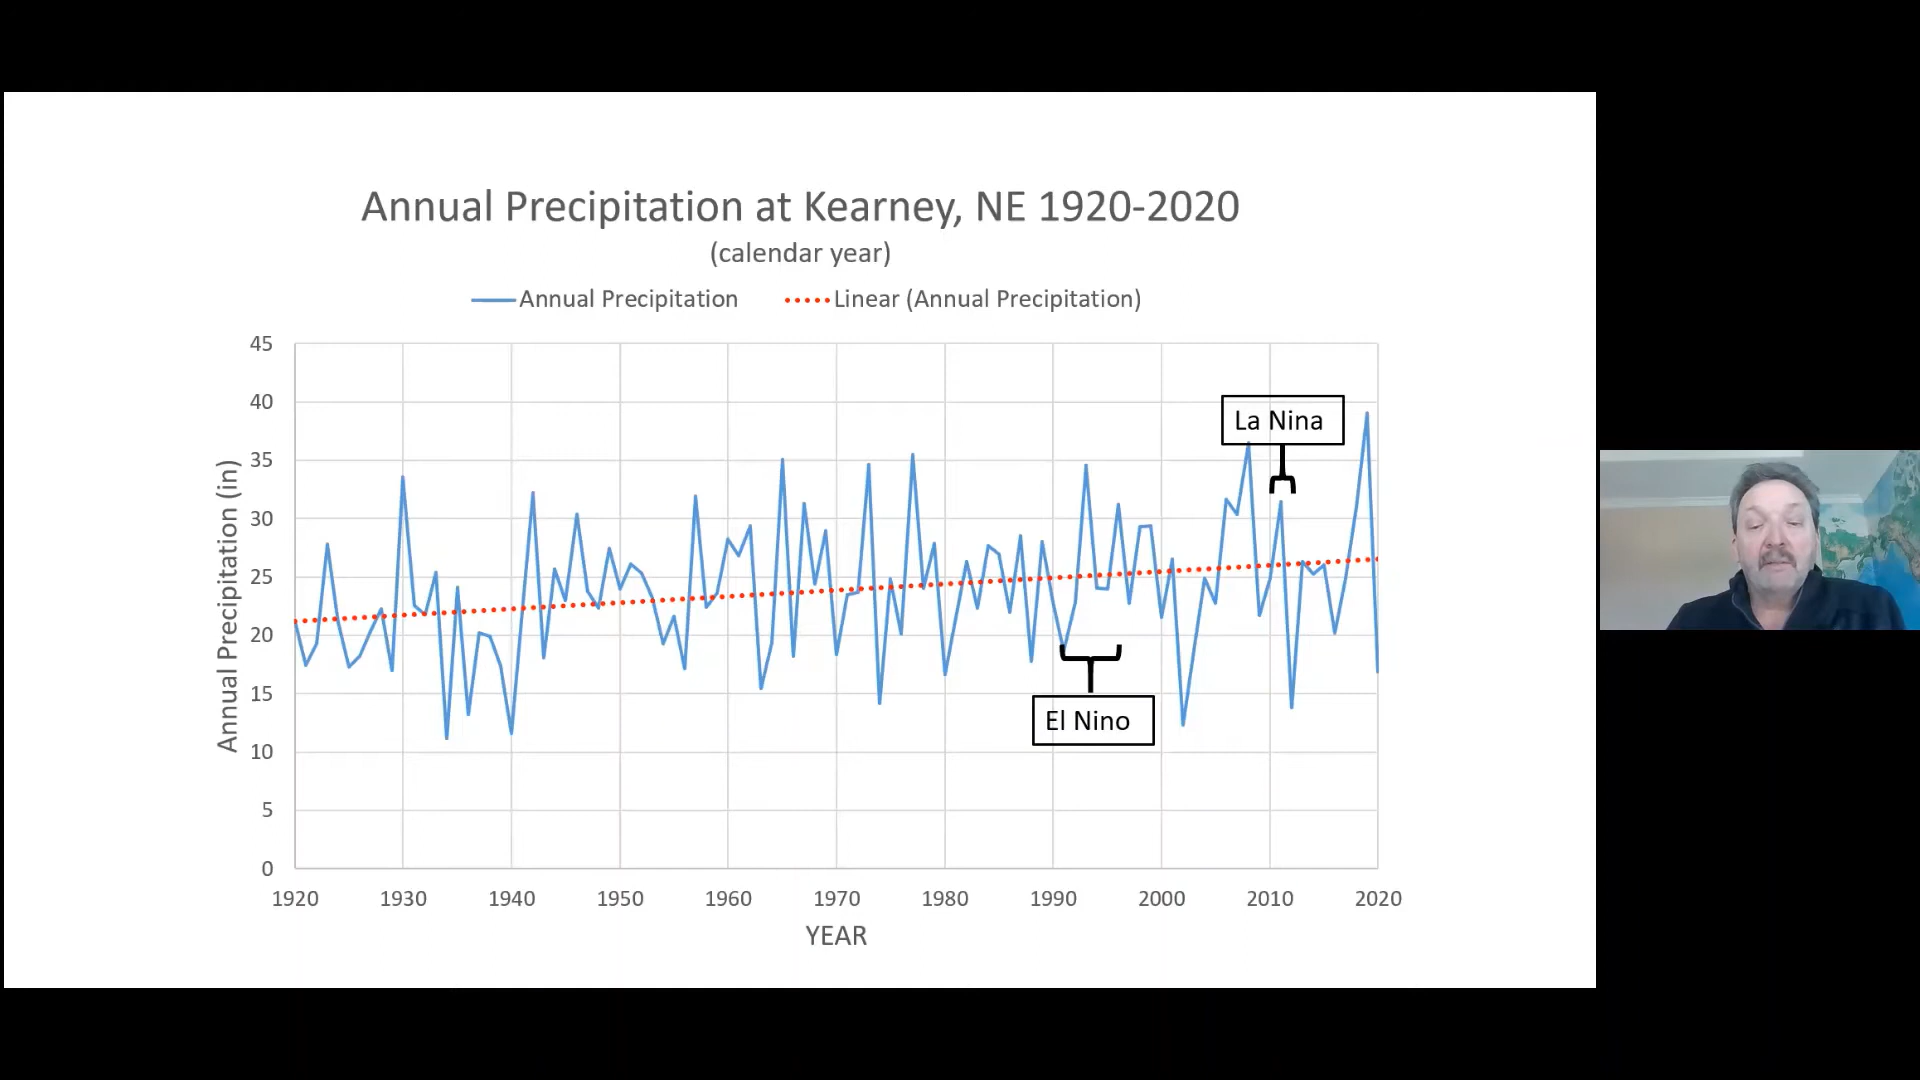 Annual Precipitation at Kearney, NE 1920-2020
(calendar year)
Annual Precipitation
Linear (Annual Precipitation)
Annual Precipitation (in)
45
40
35
30
25
20
15
10
5
0
La Nina
El Nino
1920 1930 1940 1950 1960 1970 1980 1990 2000 2010 2020
YEAR